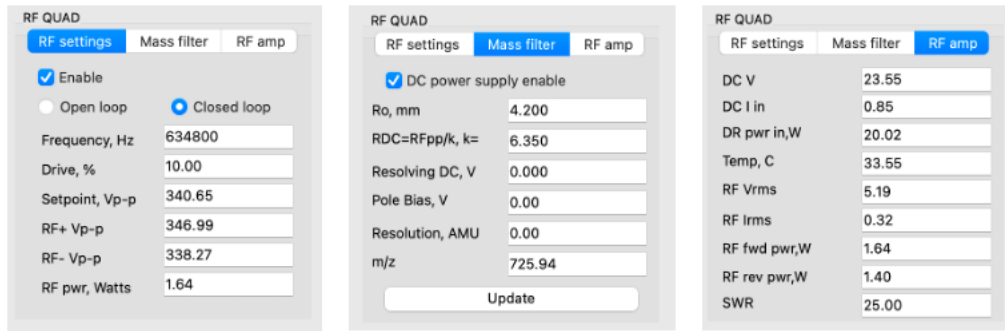 RF QUAD
RF settings Mass filter RF amp
Enable
Open loop Closed loop
Frequency, Hz 634800
Drive, % 10.00
Setpoint, Vp-p 340.65
RF+ Vp-p 346.99
RF- Vp-p 338.27
RF pwr, Watts 1.64
RF QUAD
RF settings Mass filter RF amp
DC power supply enable
Ro, mm 4.200
RDC=RFpp/k, k= 6.350
Resolving DC, V 0.000
Pole Bias, V 0.00
Resolution, AMU 0.00
m/z 725.94
Update
RF QUAD
RF settings Mass filter RF amp
DC V 23.55
DC I in 0.85
DR pwr in,W 20.02
Temp, C 33.55
RF Vrms 5.19
RF Irms 0.32
RF fwd pwr,W 1.64
RF rev pwr,W 1.40
SWR 25.00